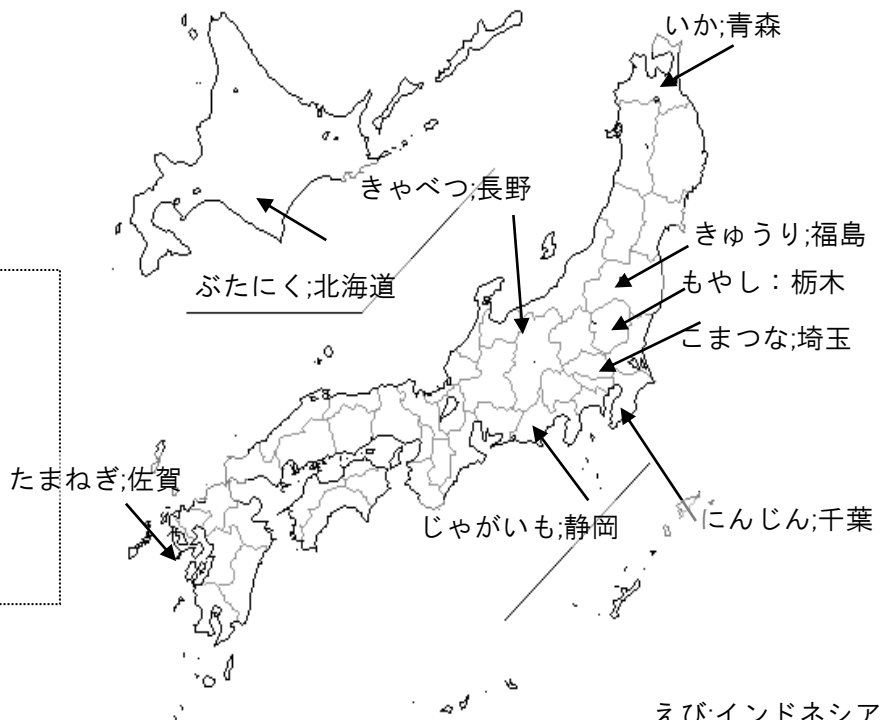 いか;青森
きゃべつ;長野
きゅうり;福島
もやし：栃木
ぶたにく;北海道
こまつな;埼玉
たまねぎ;佐賀
じゃがいも;静岡
にんじん;千葉
えび;インドネシア